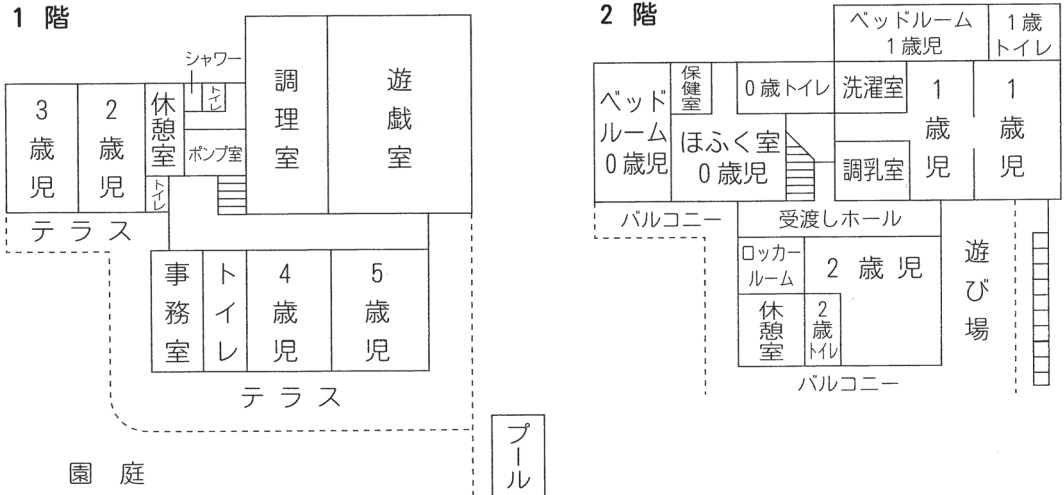 1 階
シャワー
トイレ
3歳児
2歳児
休憩室
トイレ
ポンプ室
調理室
遊戯室
テラス
事務室
トイレ
4歳児
5歳児
テラス
園庭
プール
2 階
ベッドルーム
1歳児
1歳
トイレ
ベッド
ルーム
0歳児
保健室
0歳トイレ
洗濯室
1歳児
1歳児
ほふく室
0歳児
調乳室
バルコニー
受渡しホール
ロッカー
ルーム
2歳児
休憩室
2歳
トイレ
遊び場
バルコニー